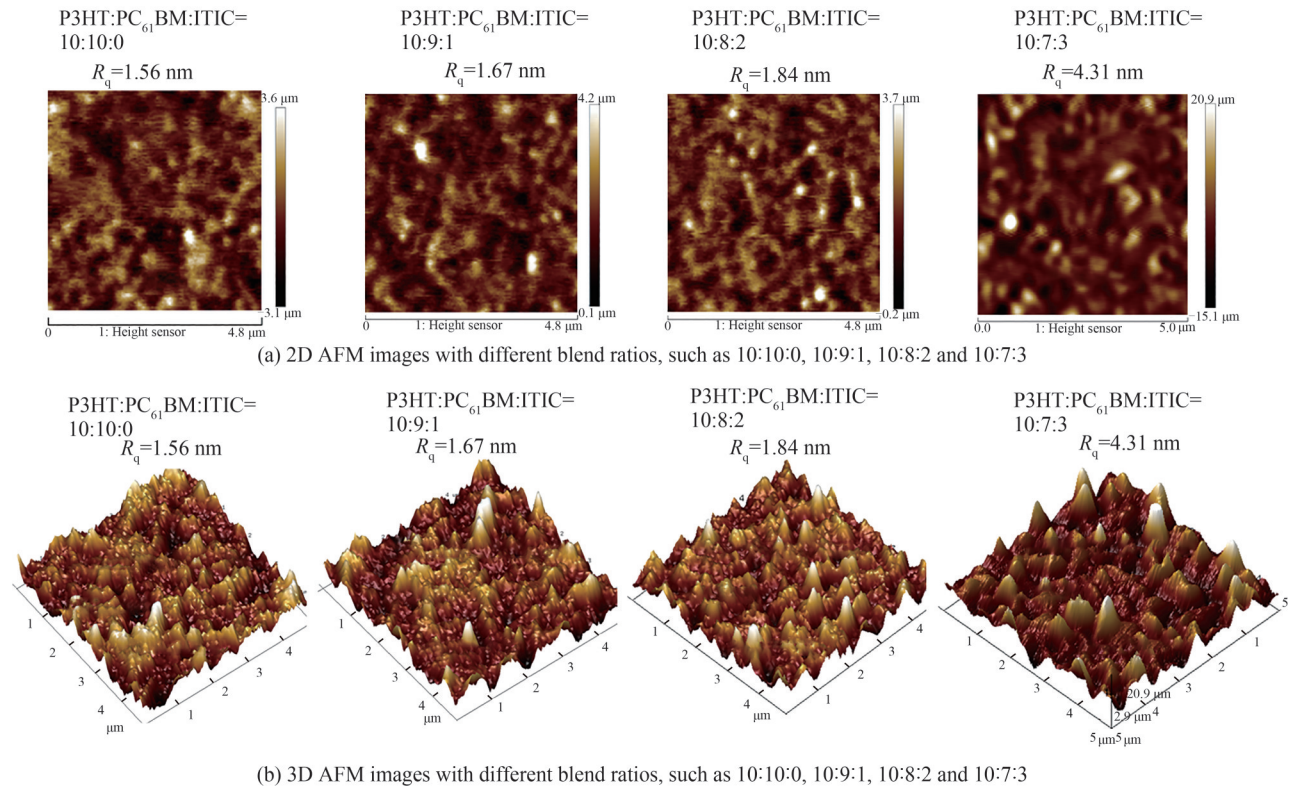 P3HT:PC61BM:ITIC=
10:10:0
Rq=1.56 nm
3.6 μm
−3.1 μm
0
1: Height sensor
4.8 μm
P3HT:PC61BM:ITIC=
10:9:1
Rq=1.67 nm
4.2 μm
0.1 μm
0
1: Height sensor
4.8 μm
P3HT:PC61BM:ITIC=
10:8:2
Rq=1.84 nm
3.7 μm
−0.2 μm
0
1: Height sensor
4.8 μm
P3HT:PC61BM:ITIC=
10:7:3
Rq=4.31 nm
20.9 μm
−15.1 μm
0.0
1: Height sensor
5.0 μm
(a) 2D AFM images with different blend ratios, such as 10:10:0, 10:9:1, 10:8:2 and 10:7:3
P3HT:PC61BM:ITIC=
10:10:0
Rq=1.56 nm
1
2
3
4
μm
1
2
3
4
P3HT:PC61BM:ITIC=
10:9:1
Rq=1.67 nm
1
2
3
4
μm
1
2
3
4
P3HT:PC61BM:ITIC=
10:8:2
Rq=1.84 nm
1
2
3
4
μm
1
2
3
4
P3HT:PC61BM:ITIC=
10:7:3
Rq=4.31 nm
1
2
3
4
5 μm
5 μm
4
3
2
1
5
20.9 μm
2.9 μm
(b) 3D AFM images with different blend ratios, such as 10:10:0, 10:9:1, 10:8:2 and 10:7:3